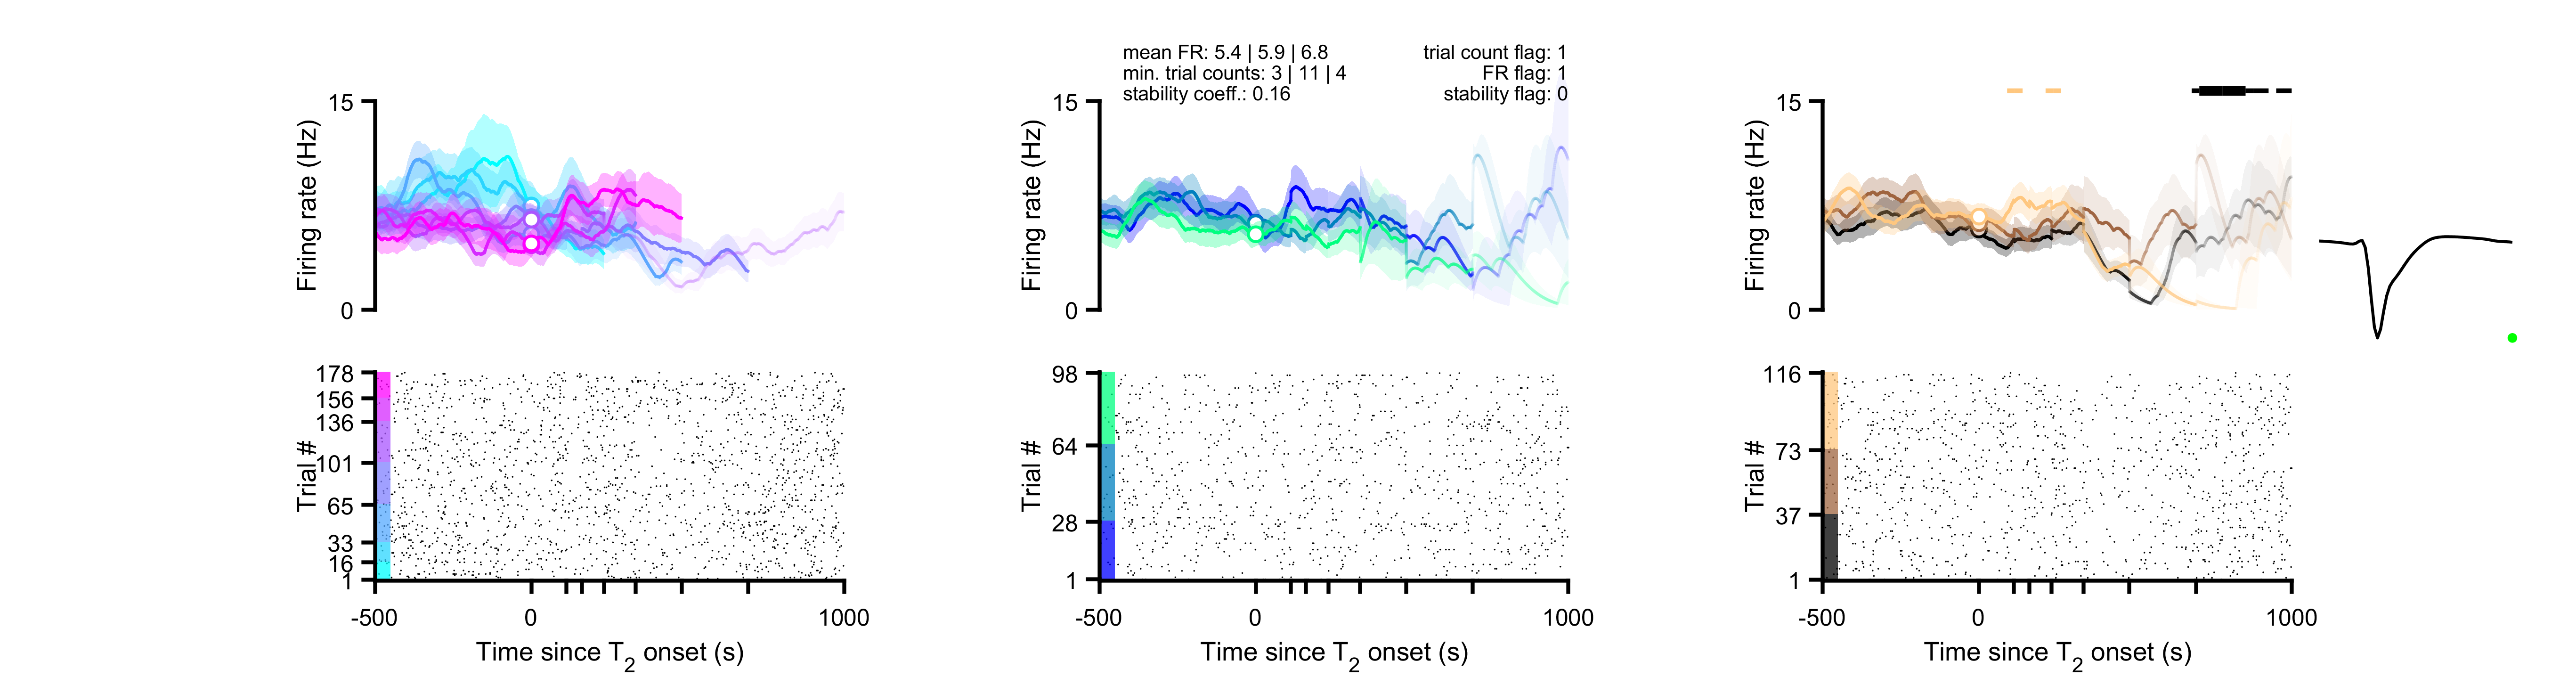 mean FR: 5.4 | 5.9 | 6.8
min. trial counts: 3 | 11 | 4
stability coeff.: 0.16
trial count flag: 1
FR flag: 1
stability flag: 0
15
Firing rate (Hz)
0
178
156
136
101
65
33
16
1
Trial #
-500
0
1000
Time since T2 onset (s)
15
Firing rate (Hz)
0
98
64
28
1
Trial #
-500
0
1000
Time since T2 onset (s)
15
Firing rate (Hz)
0
116
73
37
1
Trial #
-500
0
1000
Time since T2 onset (s)